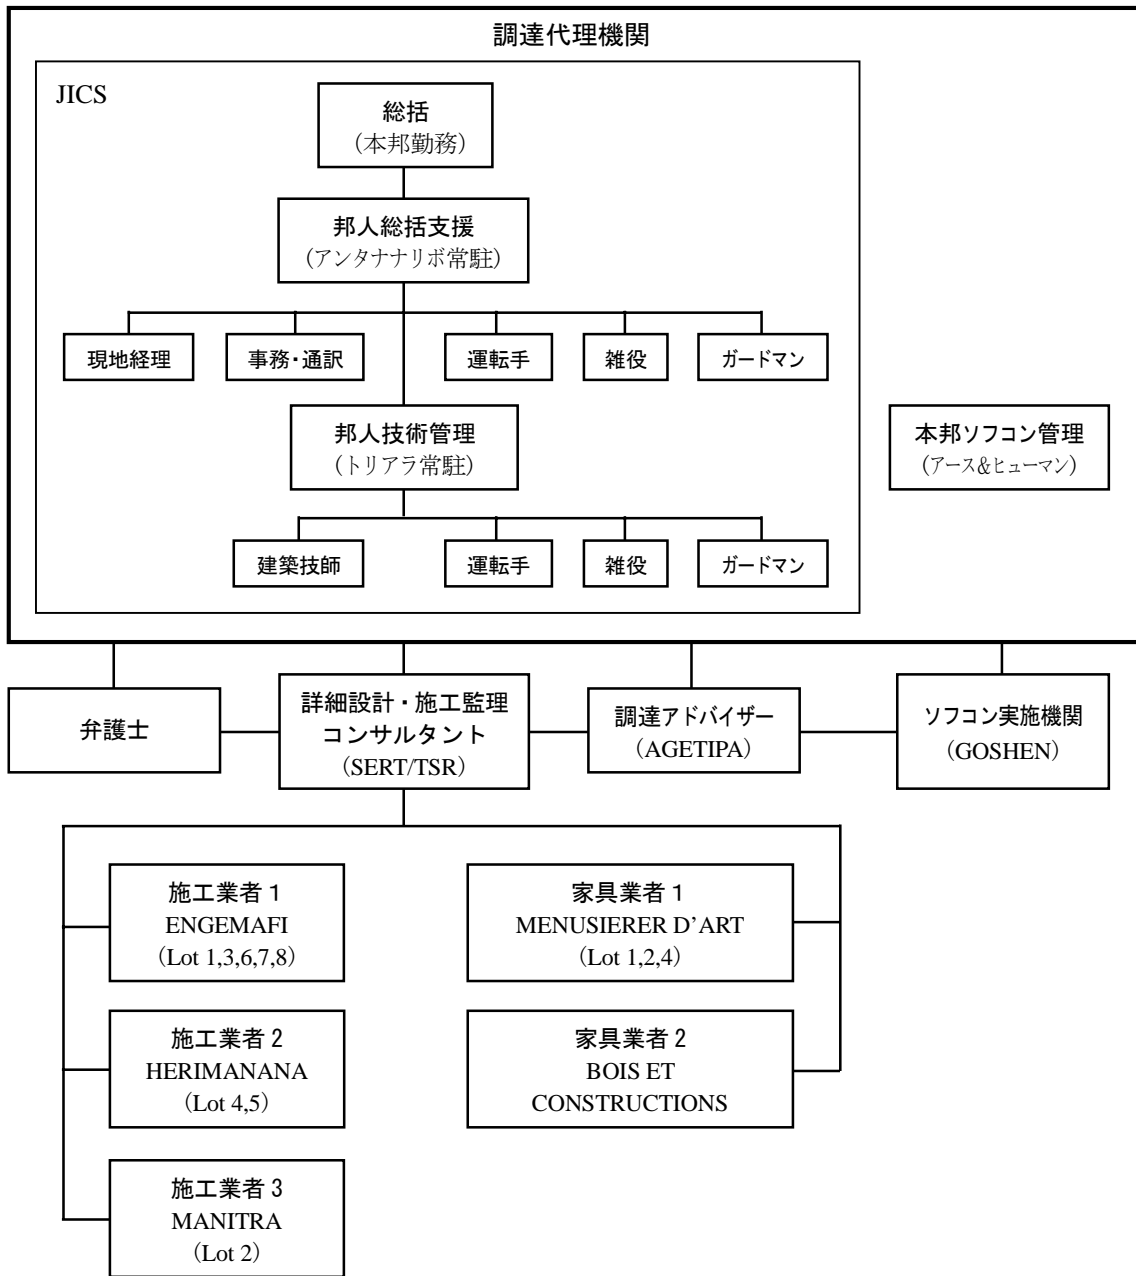 調達代理機関
JICS
総括
（本邦勤務）
邦人総括支援
（アンタナナリボ常駐）
現地経理
事務・通訳
運転手
雑役
ガードマン
邦人技術管理
（トリアラ常駐）
本邦ソフコン管理
（アース&ヒューマン）
建築技師
運転手
雑役
ガードマン
弁護士
詳細設計・施工監理
コンサルタント
（SERT/TSR）
調達アドバイザー
（AGETIPA）
ソフコン実施機関
（GOSHEN）
施工業者 1
ENGEMAFI
（Lot 1,3,6,7,8）
家具業者 1
MENUSIERER D’ART
（Lot 1,2,4）
施工業者 2
HERIMANANA
（Lot 4,5）
家具業者 2
BOIS ET
CONSTRUCTIONS
施工業者 3
MANITRA
（Lot 2）